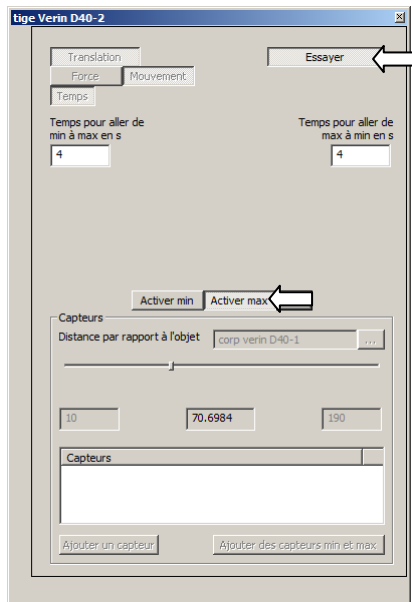 tige Verin D40-2
Translation
Essayer
Force
Mouvement
Temps
Temps pour aller de
min à max en s
Temps pour aller de
max à min en s
4
4
Activer min
Activer max
Capteurs
Distance par rapport à l'objet
corp verin D40-1
...
10
70.6984
190
Capteurs
Ajouter un capteur
Ajouter des capteurs min et max